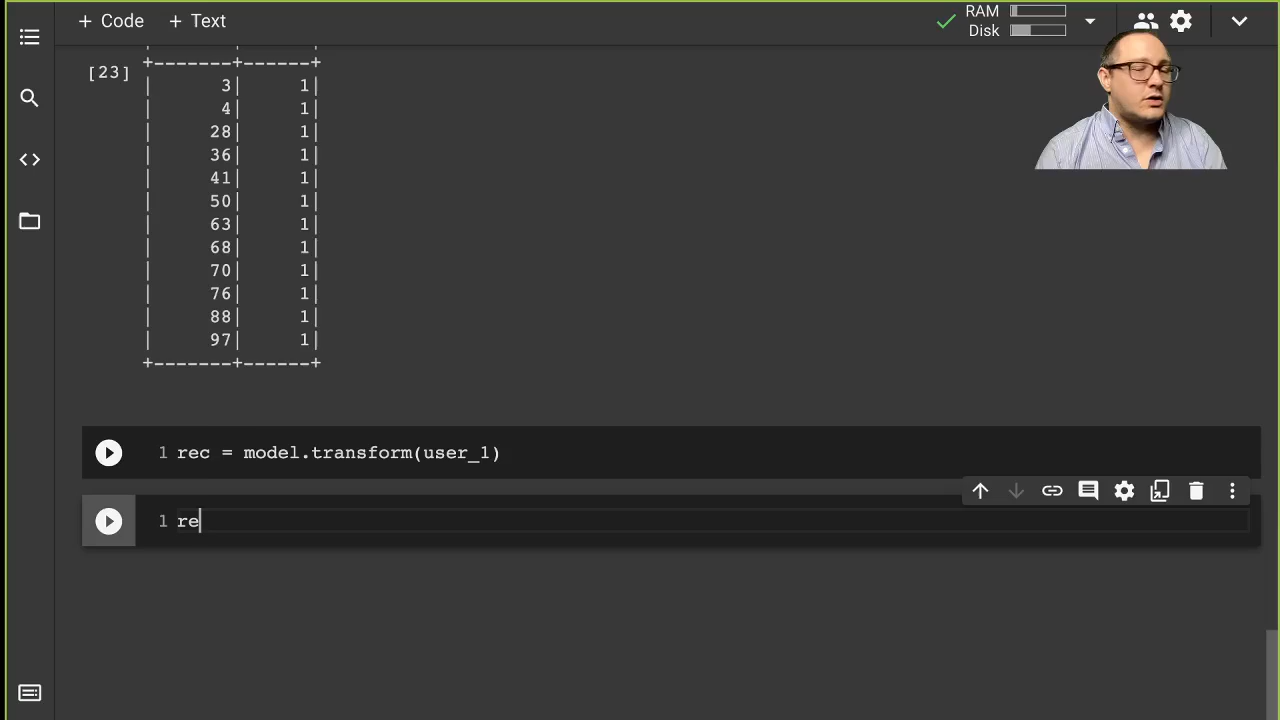 + Code + Text
RAM
Disk
+-------+------+
[23]
| 3| 1|
| 4| 1|
| 28| 1|
| 36| 1|
| 41| 1|
| 50| 1|
| 63| 1|
| 68| 1|
| 70| 1|
| 76| 1|
| 88| 1|
| 97| 1|
+-------+------+
1 rec = model.transform(user_1)
1 re